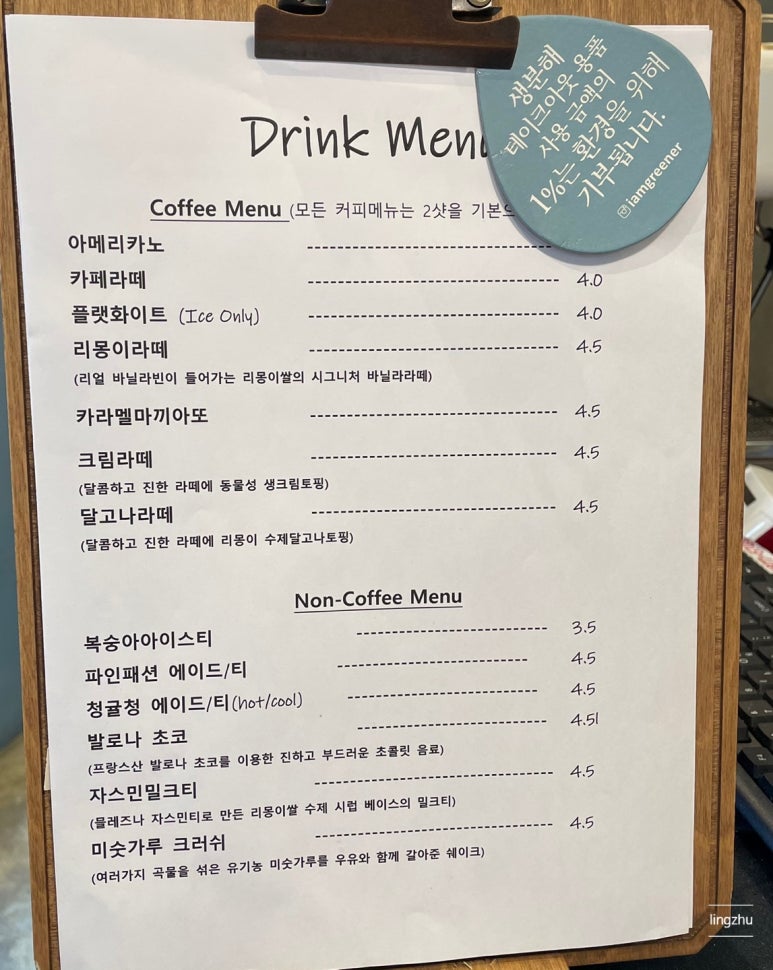 Drink Menu
Coffee Menu (모든 커피메뉴는 2샷을
아메리카노 --------------------------------
카페라떼 -------------------------------- 4.0
플랫화이트 (Ice Only) -------------------------------- 4.0
리몽이라떼 -------------------------------- 4.5
(리얼 바닐라빈이 들어가는 리몽이쌀의 시그니처 바닐라라떼)
카라멜마끼아또 -------------------------------- 4.5
크림라떼 -------------------------------- 4.5
(달콤하고 진한 라떼에 동물성 생크림토핑)
달고나라떼 -------------------------------- 4.5
(달콤하고 진한 라떼에 리몽이 수제달고나토핑)
Non-Coffee Menu
복숭아아이스티 -------------------------- 3.5
파인패션 에이드/티 -------------------------- 4.5
청귤청 에이드/티(hot/cool) -------------------------- 4.5
발로나 초코 -------------------------- 4.5l
(프랑스산 발로나 초코를 이용한 진하고 부드러운 초콜릿 음료)
자스민밀크티 -------------------------------- 4.5
(믈레즈나 자스민티로 만든 리몽이쌀 수제 시럽 베이스의 밀크티)
미숫가루 크러쉬 -------------------------------- 4.5
(여러가지 곡물을 섞은 유기농 미숫가루를 우유와 함께 갈아준 쉐이크)
생분해
테이크아웃 용품
사용 금액의
1%는 환경을 위해
기부됩니다.
iamgreener
lingzhu